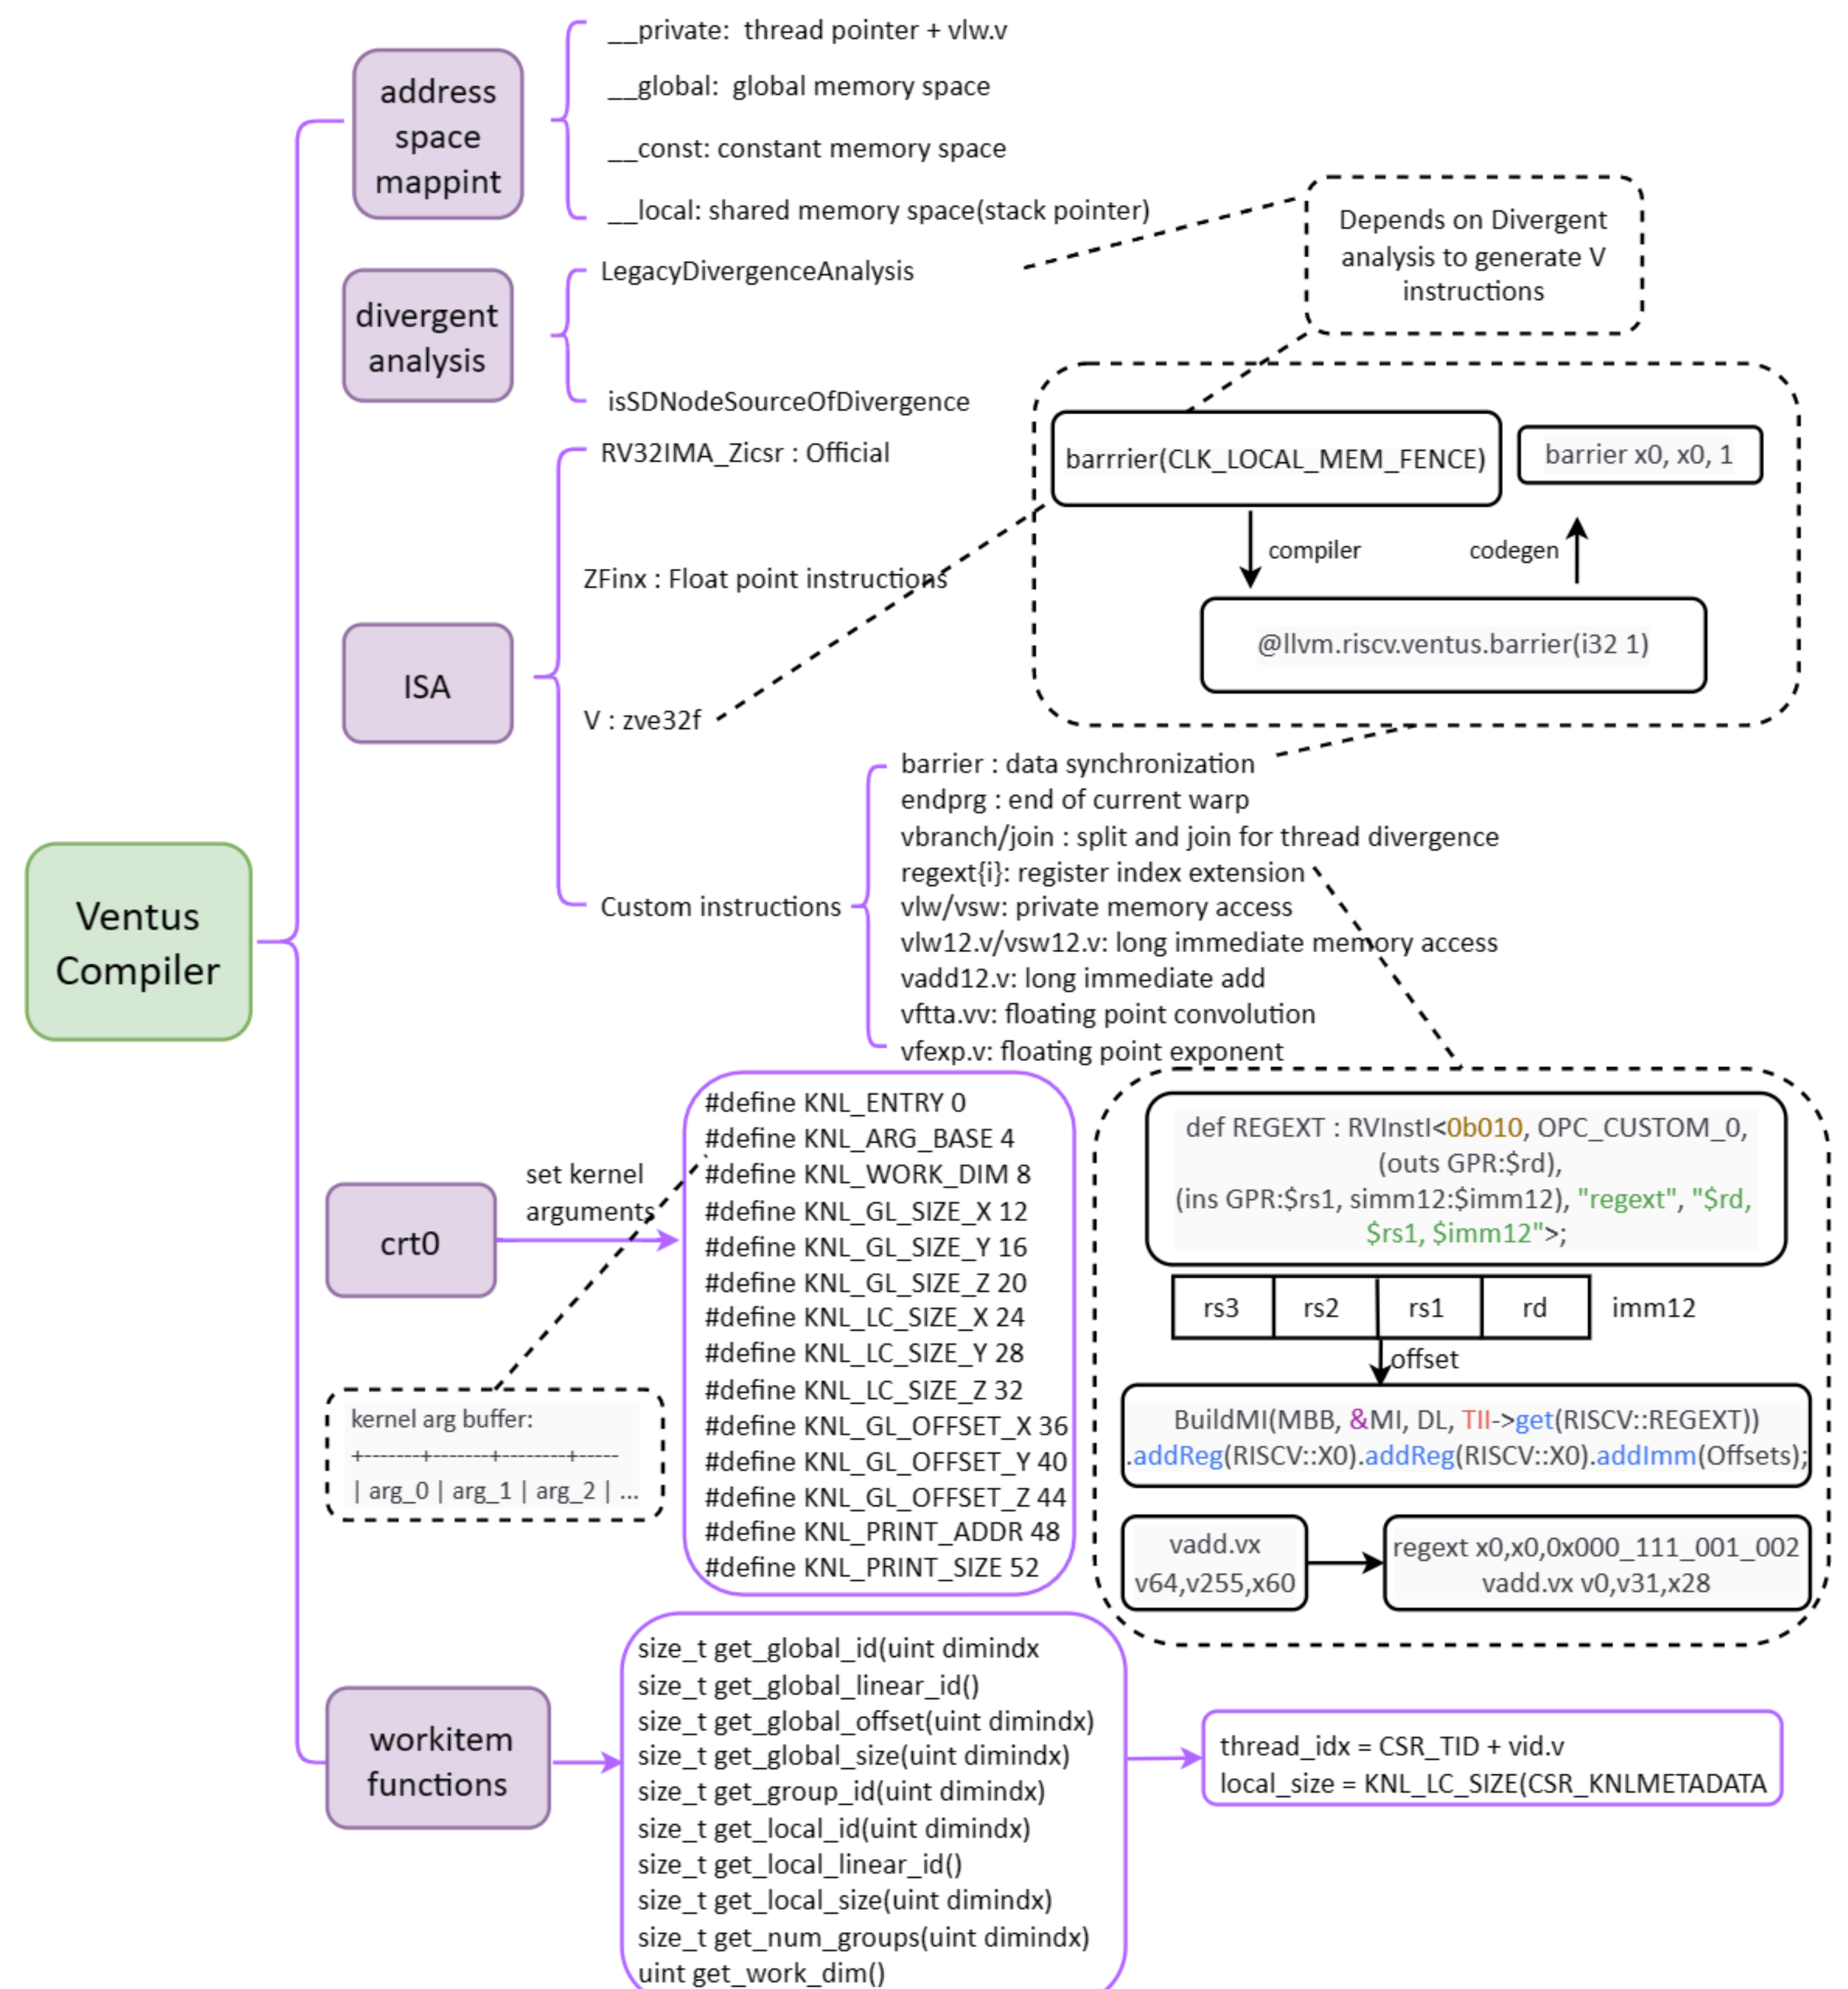 Ventus
Compiler
address
space
mappint
__private:  thread pointer + vlw.v
__global:  global memory space
__const: constant memory space
__local: shared memory space(stack pointer)
divergent
analysis
LegacyDivergenceAnalysis
isSDNodeSourceOfDivergence
Depends on Divergent
analysis to generate V
instructions
ISA
RV32IMA_Zicsr : Official
ZFinx : Float point instructions
V : zve32f
Custom instructions
barrrier(CLK_LOCAL_MEM_FENCE)
barrier x0, x0, 1
compiler
codegen
@llvm.riscv.ventus.barrier(i32 1)
barrier : data synchronization
endprg : end of current warp
vbranch/join : split and join for thread divergence
regext{i}: register index extension
vlw/vsw: private memory access
vlw12.v/vsw12.v: long immediate memory access
vadd12.v: long immediate add
vftta.vv: floating point convolution
vfexp.v: floating point exponent
crt0
set kernel
arguments
#define KNL_ENTRY 0
#define KNL_ARG_BASE 4
#define KNL_WORK_DIM 8
#define KNL_GL_SIZE_X 12
#define KNL_GL_SIZE_Y 16
#define KNL_GL_SIZE_Z 20
#define KNL_LC_SIZE_X 24
#define KNL_LC_SIZE_Y 28
#define KNL_LC_SIZE_Z 32
#define KNL_GL_OFFSET_X 36
#define KNL_GL_OFFSET_Y 40
#define KNL_GL_OFFSET_Z 44
#define KNL_PRINT_ADDR 48
#define KNL_PRINT_SIZE 52
kernel arg buffer:
+-------+-------+--------+-----
| arg_0 | arg_1 | arg_2 | ...
def REGEXT : RVInstI<0b010, OPC_CUSTOM_0,
(outs GPR:$rd),
(ins GPR:$rs1, simm12:$imm12), "regext", "$rd,
$rs1, $imm12">;
rs3 rs2 rs1 rd imm12
offset
BuildMI(MBB, &MI, DL, TII->get(RISCV::REGEXT))
.addReg(RISCV::X0).addReg(RISCV::X0).addImm(Offsets);
vadd.vx
v64,v255,x60
regext x0,x0,0x000_111_001_002
vadd.vx v0,v31,x28
workitem
functions
size_t get_global_id(uint dimindx
size_t get_global_linear_id()
size_t get_global_offset(uint dimindx)
size_t get_global_size(uint dimindx)
size_t get_group_id(uint dimindx)
size_t get_local_id(uint dimindx)
size_t get_local_linear_id()
size_t get_local_size(uint dimindx)
size_t get_num_groups(uint dimindx)
uint get_work_dim()
thread_idx = CSR_TID + vid.v
local_size = KNL_LC_SIZE(CSR_KNLMETADATA